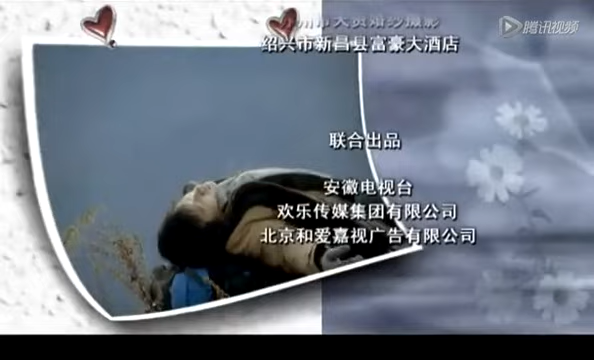 腾讯视频
绍兴市新昌县富豪大酒店
联合出品
安徽电视台
欢乐传媒集团有限公司
北京和爱嘉视广告有限公司